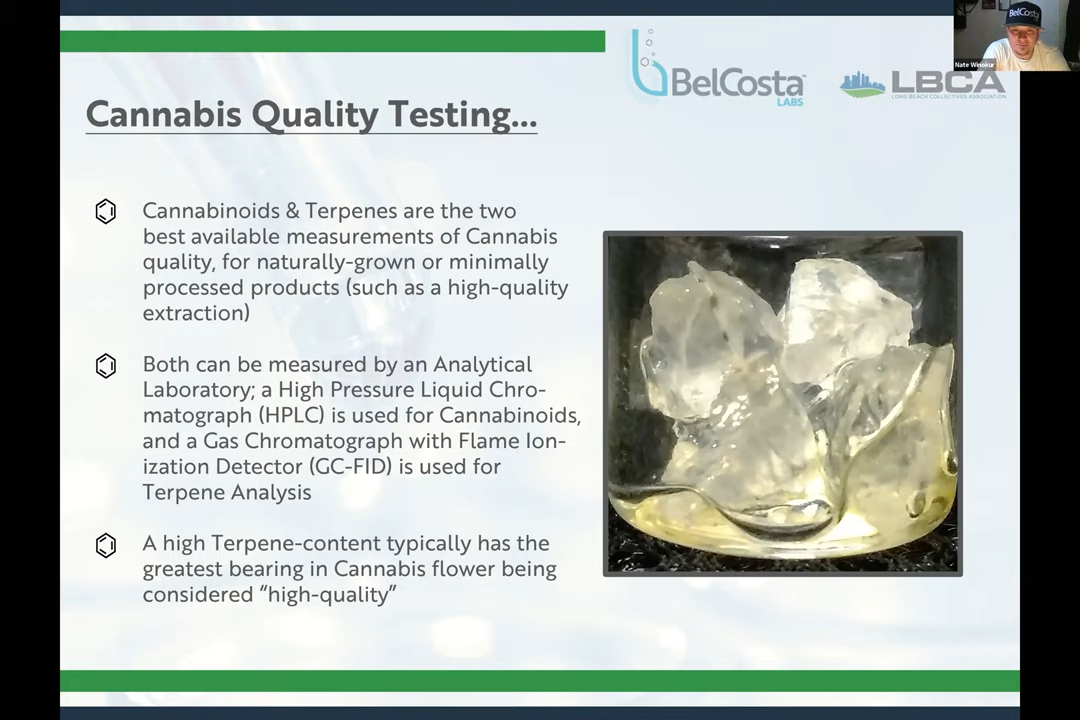 BelCosta
Nate Winokur
BelCosta™
LABS
LBCA
LONG BEACH COLLECTIVES ASSOCIATION
Cannabis Quality Testing...
Cannabinoids & Terpenes are the two
best available measurements of Cannabis
quality, for naturally-grown or minimally
processed products (such as a high-quality
extraction)
Both can be measured by an Analytical
Laboratory; a High Pressure Liquid Chro-
matograph (HPLC) is used for Cannabinoids,
and a Gas Chromatograph with Flame Ion-
ization Detector (GC-FID) is used for
Terpene Analysis
A high Terpene-content typically has the
greatest bearing in Cannabis flower being
considered “high-quality”